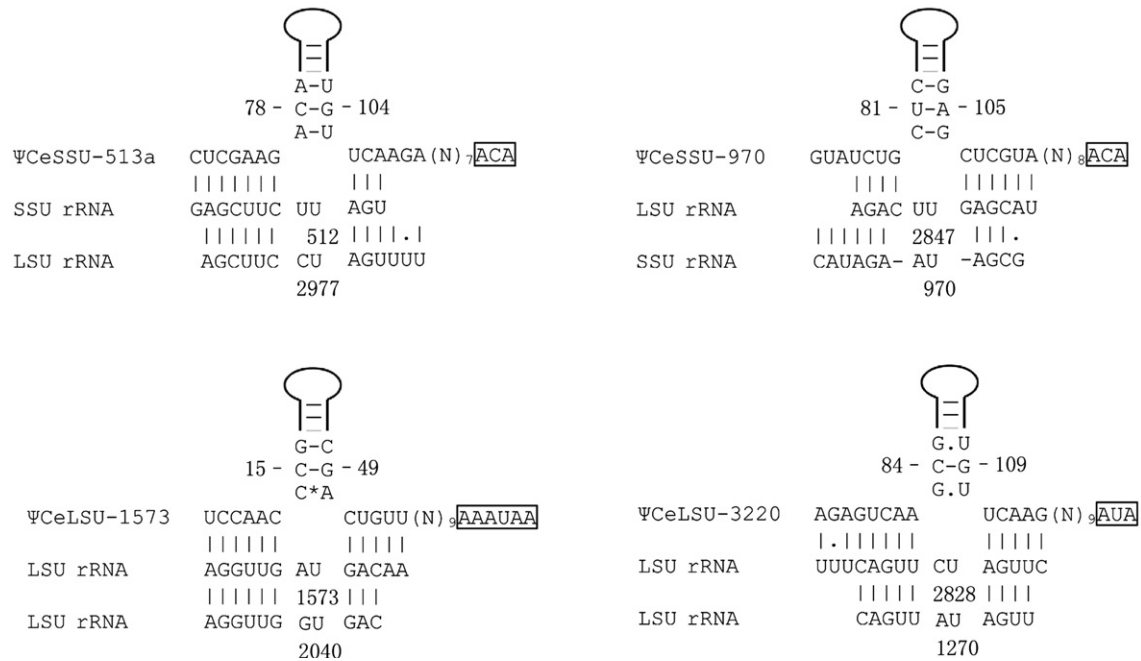 A-U
78 - C-G - 104
A-U
ΨCeSSU-513a CUCGAAG UCAAGA(N)₇ACA
SSU rRNA GAGCUUC UU AGU
512
LSU rRNA AGCUUC CU AGUUUU
2977
C-G
81 - U-A - 105
C-G
ΨCeSSU-970 GUAUCUG CUCGUA(N)₈ACA
LSU rRNA AGAC UU GAGCAU
2847
SSU rRNA CAUAGA- AU -AGCG
970
G-C
15 - C-G - 49
C*A
ΨCeLSU-1573 UCCAAC CUGUU(N)₉AAAUAA
LSU rRNA AGGUUG AU GACAA
1573
LSU rRNA AGGUUG GU GAC
2040
G.U
84 - C-G - 109
G.U
ΨCeLSU-3220 AGAGUCAA UCAAG(N)₉AUA
LSU rRNA UUUCAGUU CU AGUUC
2828
LSU rRNA CAGUU AU AGUU
1270